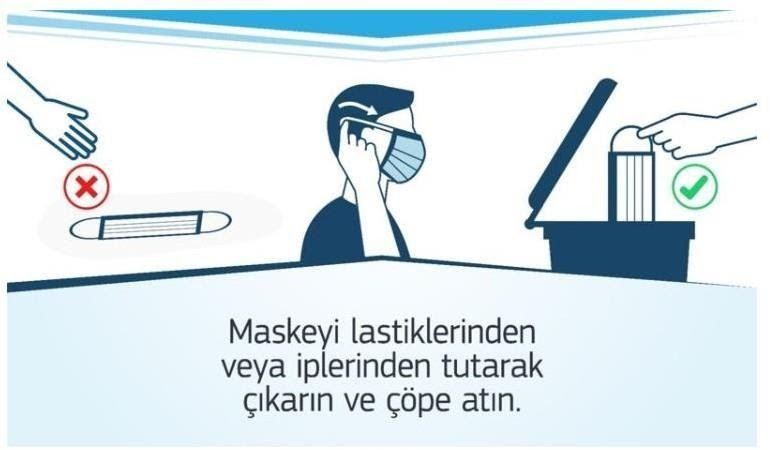 Maskeyi lastiklerinden
veya iplerinden tutarak
çıkarın ve çöpe atın.